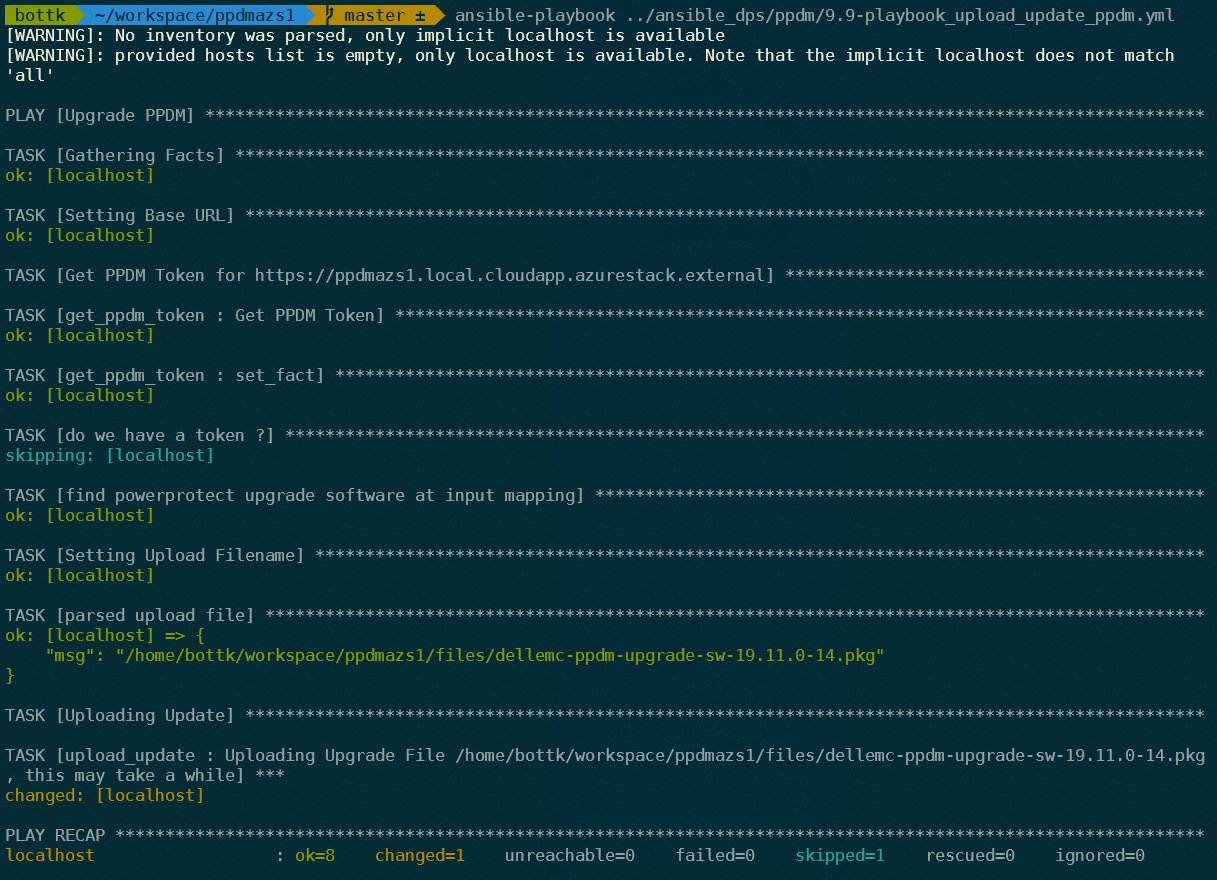 bottk ~/workspace/ppdmazs1 master ± ansible-playbook ../ansible_dps/ppdm/9.9-playbook_upload_update_ppdm.yml
[WARNING]: No inventory was parsed, only implicit localhost is available
[WARNING]: provided hosts list is empty, only localhost is available. Note that the implicit localhost does not match
'all'
PLAY [Upgrade PPDM] ****************************************************************************************************
TASK [Gathering Facts] *************************************************************************************************
ok: [localhost]
TASK [Setting Base URL] ************************************************************************************************
ok: [localhost]
TASK [Get PPDM Token for https://ppdmazs1.local.cloudapp.azurestack.external] ******************************************
TASK [get_ppdm_token : Get PPDM Token] *********************************************************************************
ok: [localhost]
TASK [get_ppdm_token : set_fact] ***************************************************************************************
ok: [localhost]
TASK [do we have a token ?] ********************************************************************************************
skipping: [localhost]
TASK [find powerprotect upgrade software at input mapping] *************************************************************
ok: [localhost]
TASK [Setting Upload Filename] *****************************************************************************************
ok: [localhost]
TASK [parsed upload file] **********************************************************************************************
ok: [localhost] => {
    "msg": "/home/bottk/workspace/ppdmazs1/files/dellemc-ppdm-upgrade-sw-19.11.0-14.pkg"
}
TASK [Uploading Update] ************************************************************************************************
TASK [upload_update : Uploading Upgrade File /home/bottk/workspace/ppdmazs1/files/dellemc-ppdm-upgrade-sw-19.11.0-14.pkg
, this may take a while] ***
changed: [localhost]
PLAY RECAP *************************************************************************************************************
localhost                  : ok=8    changed=1    unreachable=0    failed=0    skipped=1    rescued=0    ignored=0